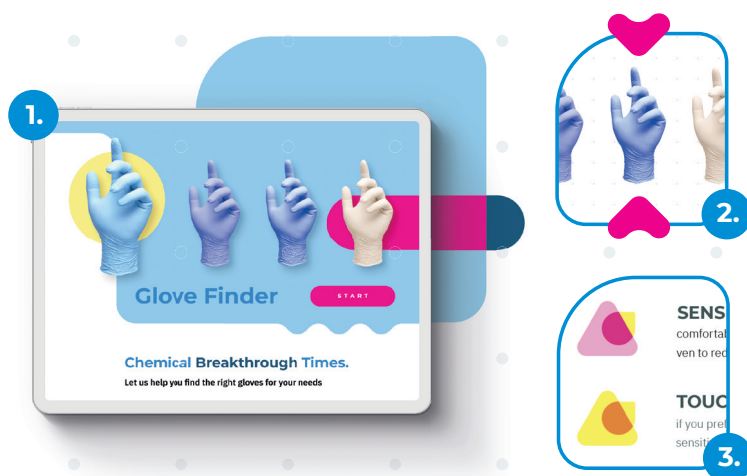 1.
Glove Finder
START
Chemical Breakthrough Times.
Let us help you find the right gloves for your needs
2.
SENS
comfortal
ven to red
TOUC
if you pref
sensiti
3.